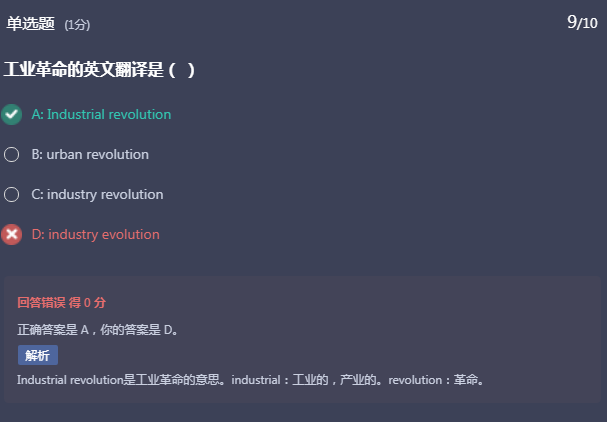 单选题 (1分) 9/10
工业革命的英文翻译是（ ）
A: Industrial revolution
B: urban revolution
C: industry revolution
D: industry evolution
回答错误 得 0 分
正确答案是 A，你的答案是 D。
解析
Industrial revolution是工业革命的意思。industrial：工业的，产业的。revolution：革命。